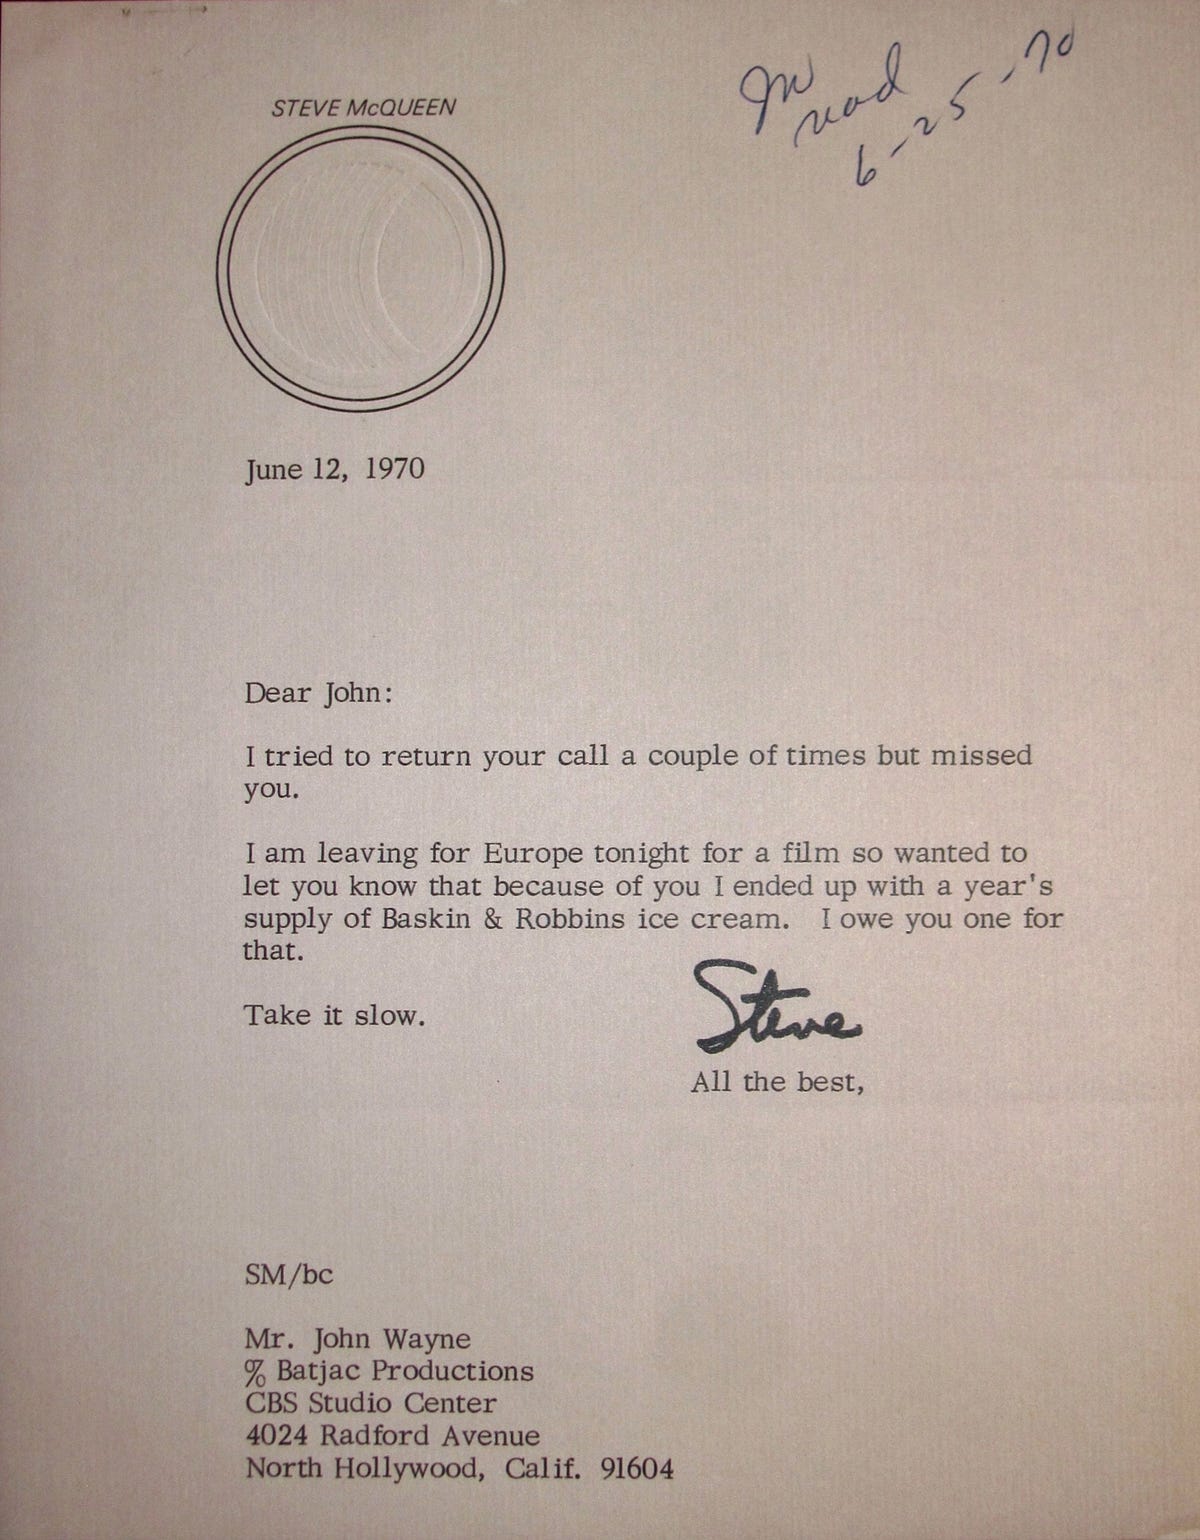 STEVE McQUEEN
6-25-70
June 12, 1970
Dear John:
I tried to return your call a couple of times but missed
you.
I am leaving for Europe tonight for a film so wanted to
let you know that because of you I ended up with a year's
supply of Baskin & Robbins ice cream. I owe you one for
that.
Take it slow.
Steve
All the best,
SM/bc
Mr. John Wayne
% Batjac Productions
CBS Studio Center
4024 Radford Avenue
North Hollywood, Calif. 91604